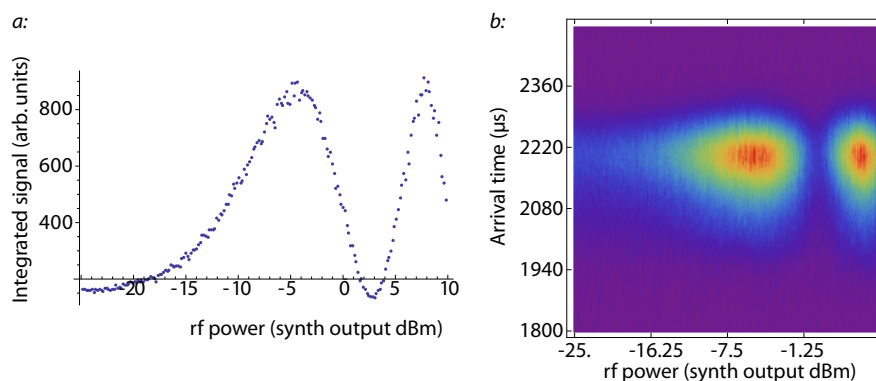 a:
Integrated signal (arb. units)
800
600
400
-20 -15 -10 -5 0 5 10
rf power (synth output dBm)
b:
Arrival time (μs)
2360
2220
2080
1940
1800
-25. -16.25 -7.5 -1.25
rf power (synth output dBm)